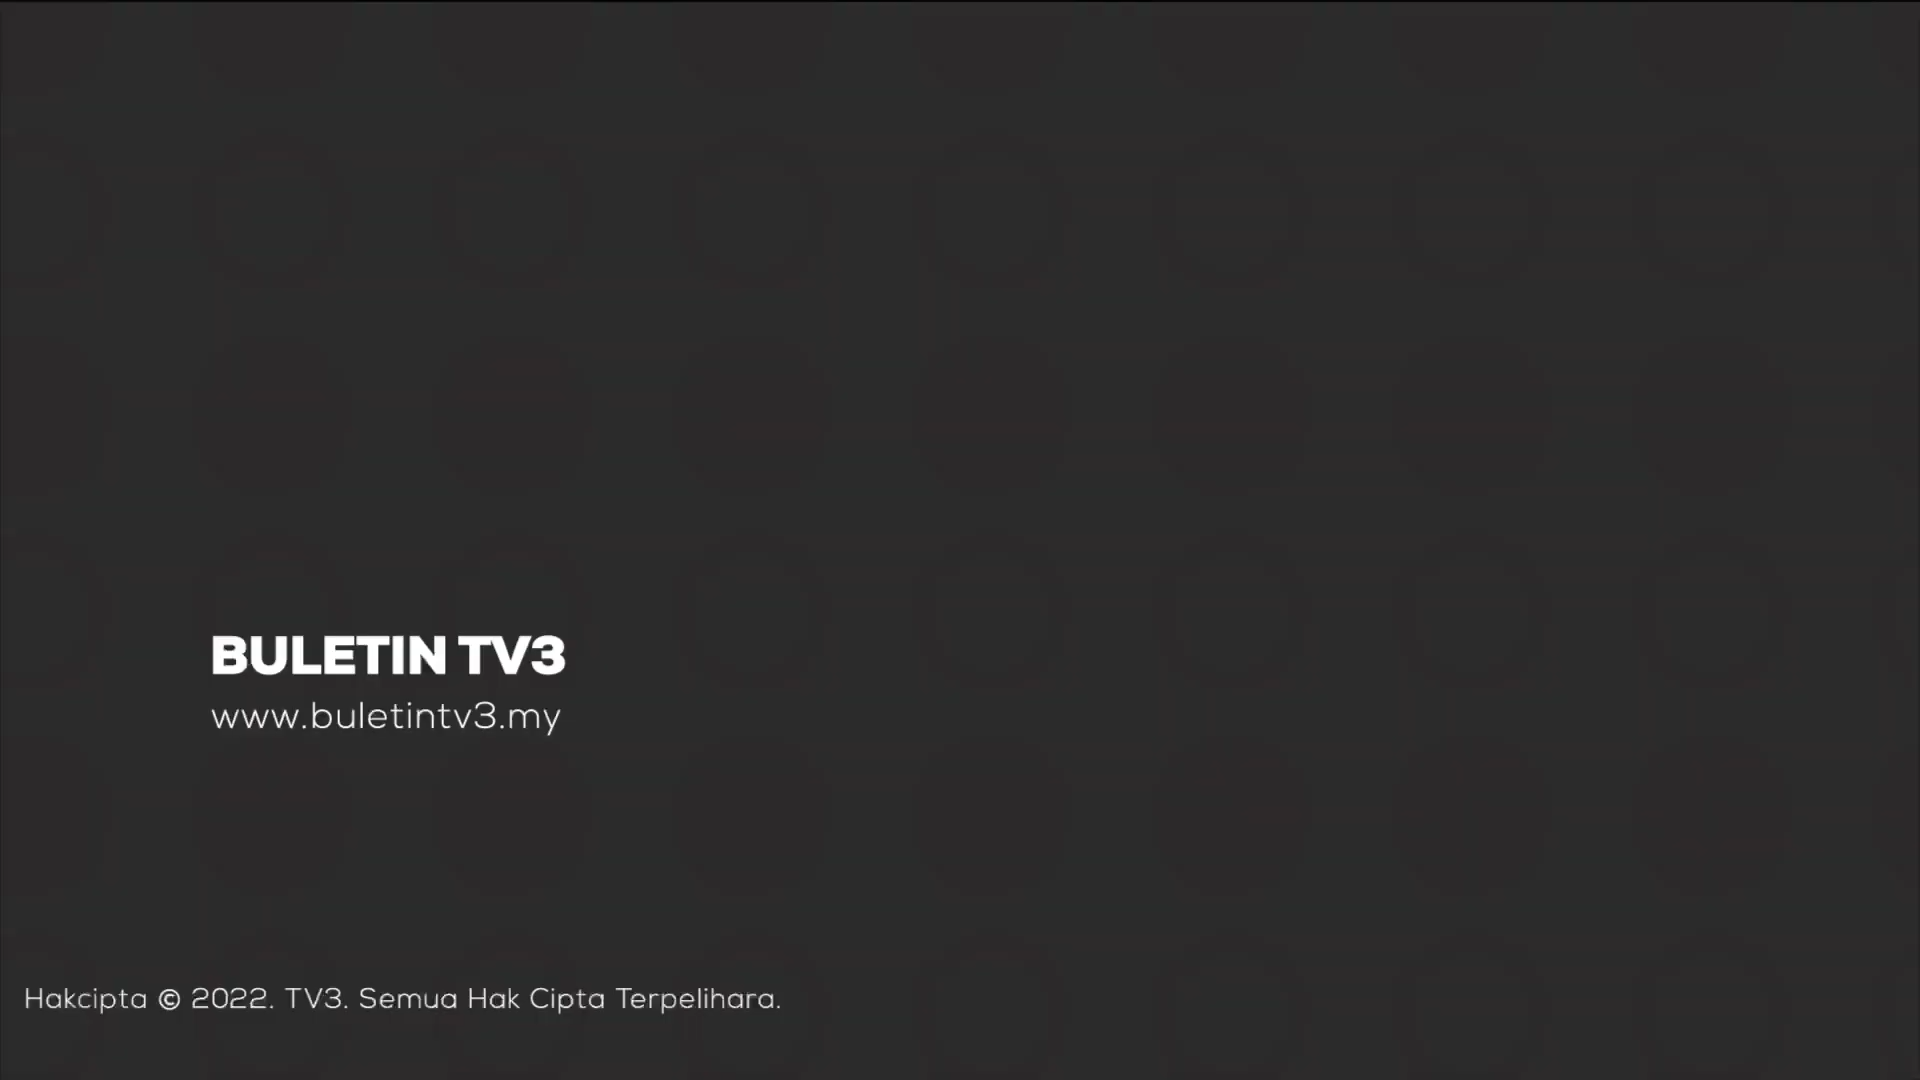 BULETIN TV3
www.buletintv3.my
Hakcipta © 2022. TV3. Semua Hak Cipta Terpelihara.